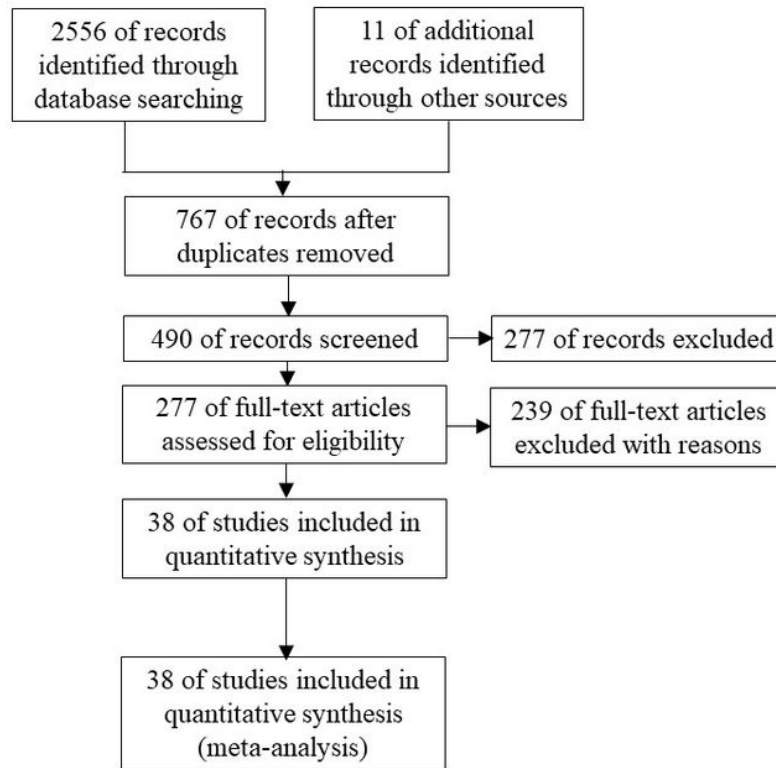 2556 of records
identified through
database searching
11 of additional
records identified
through other sources
767 of records after
duplicates removed
490 of records screened
277 of records excluded
277 of full-text articles
assessed for eligibility
239 of full-text articles
excluded with reasons
38 of studies included in
quantitative synthesis
38 of studies included in
quantitative synthesis
(meta-analysis)